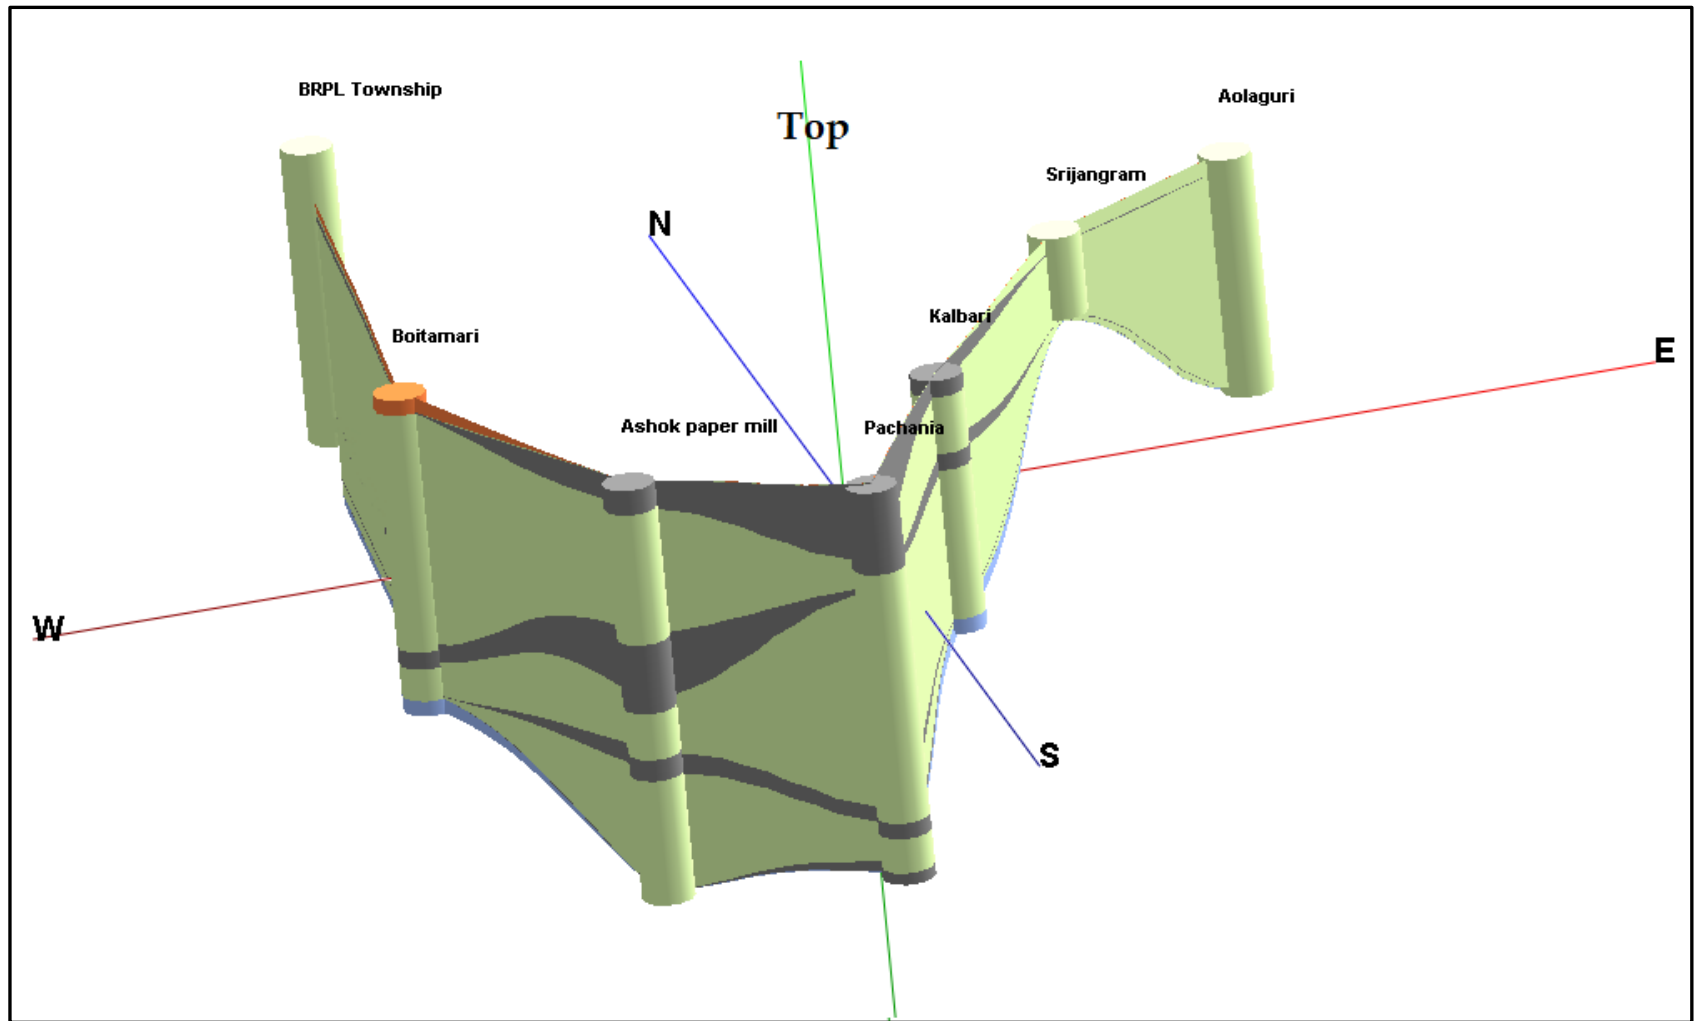 BRPL Township
Aolaguri
Top
Srijangram
N
Kalbari
Boitamari
E
Ashok paper mill
Pachania
W
S